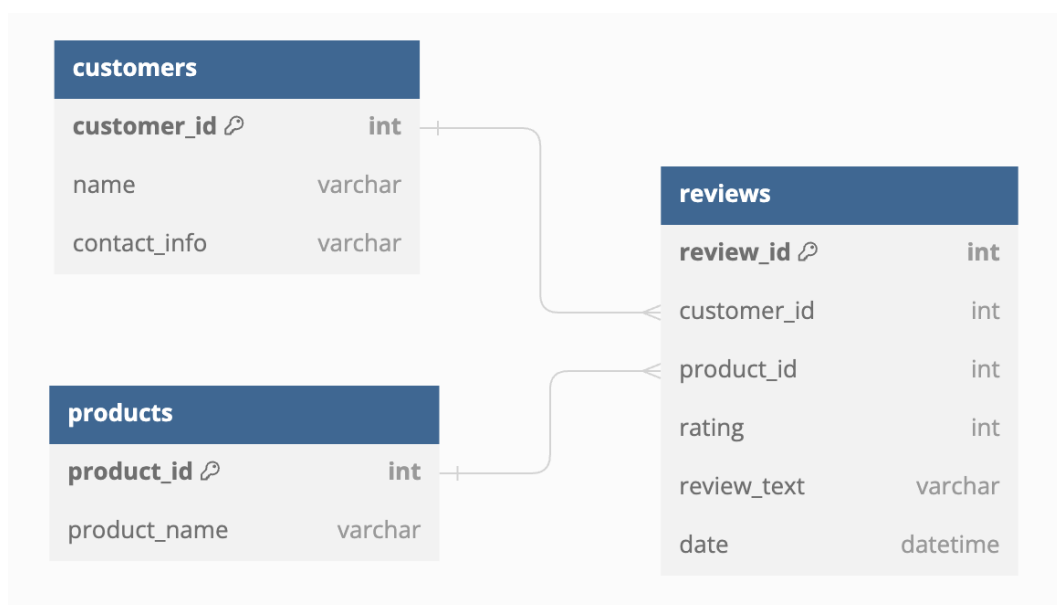 customers
customer_id int
name varchar
contact_info varchar
products
product_id int
product_name varchar
reviews
review_id int
customer_id int
product_id int
rating int
review_text varchar
date datetime